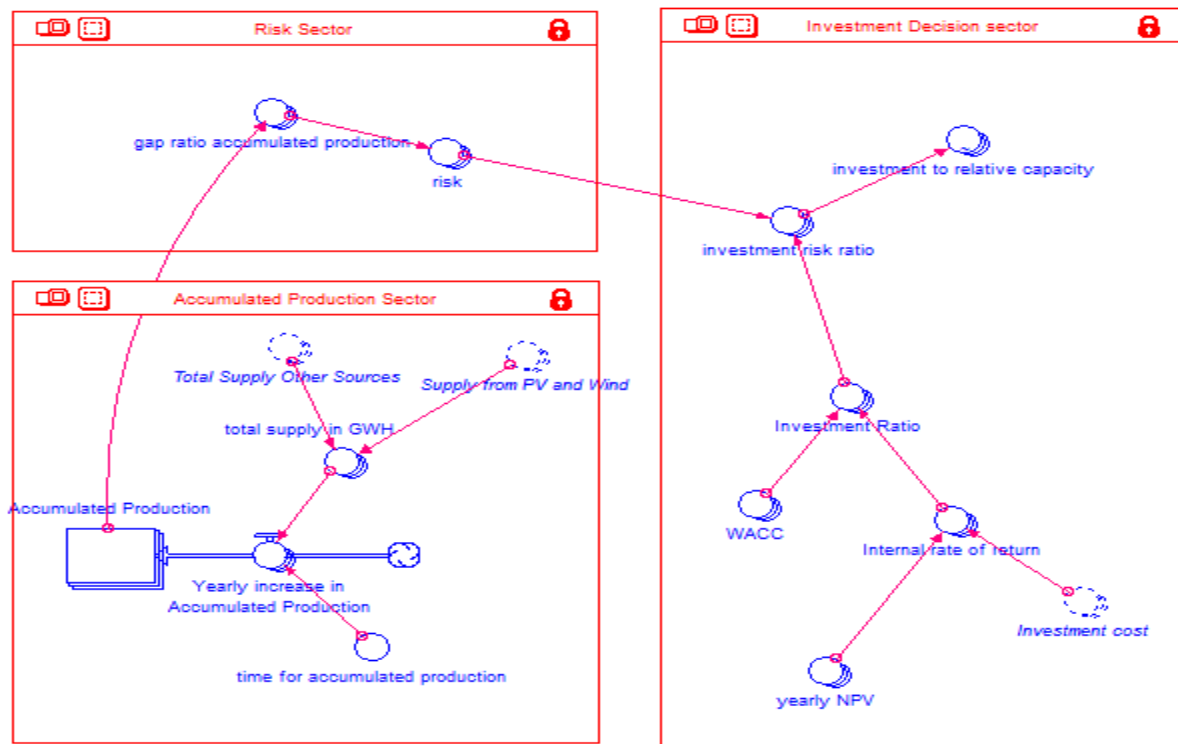 Risk Sector
gap ratio accumulated production
risk
Investment Decision sector
investment to relative capacity
investment risk ratio
Investment Ratio
WACC
Internal rate of return
Investment cost
yearly NPV
Accumulated Production Sector
Total Supply Other Sources
Supply from PV and Wind
total supply in GWH
Accumulated Production
Yearly increase in
Accumulated Production
time for accumulated production